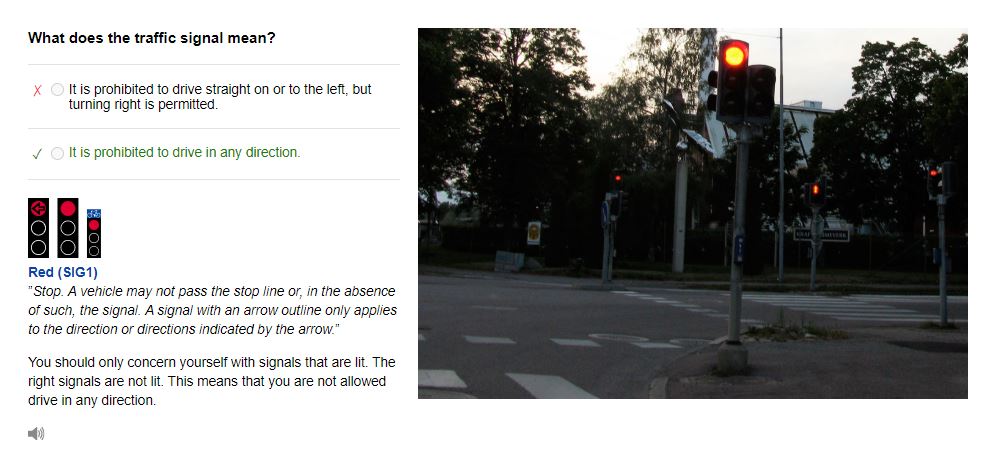 What does the traffic signal mean?
It is prohibited to drive straight on or to the left, but
turning right is permitted.
It is prohibited to drive in any direction.
Red (SIG1)
"Stop. A vehicle may not pass the stop line or, in the absence
of such, the signal. A signal with an arrow outline only applies
to the direction or directions indicated by the arrow."
You should only concern yourself with signals that are lit. The
right signals are not lit. This means that you are not allowed
drive in any direction.